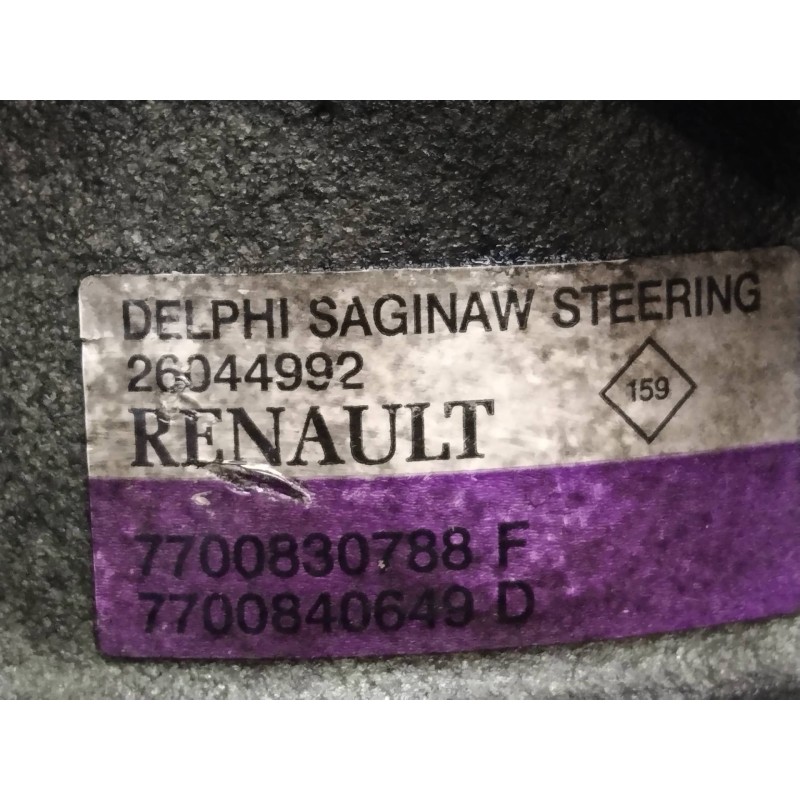 DELPHI SAGINAW STEERING
26044992
159
RENAULT
7700830788 F
7700840649 D